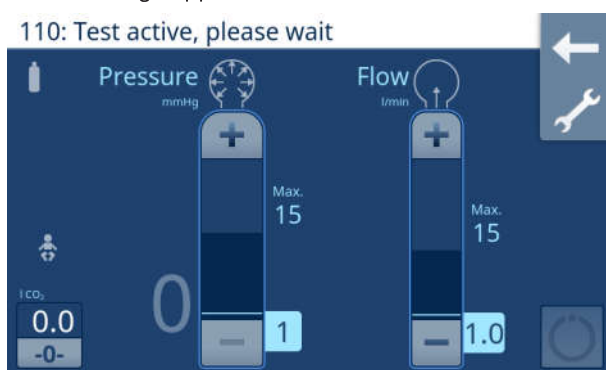 110: Test active, please wait
Pressure
mmHg
Flow
l/min
+
+
Max.
15
Max.
15
l CO₂
0.0
-0-
0
−
1
−
1.0